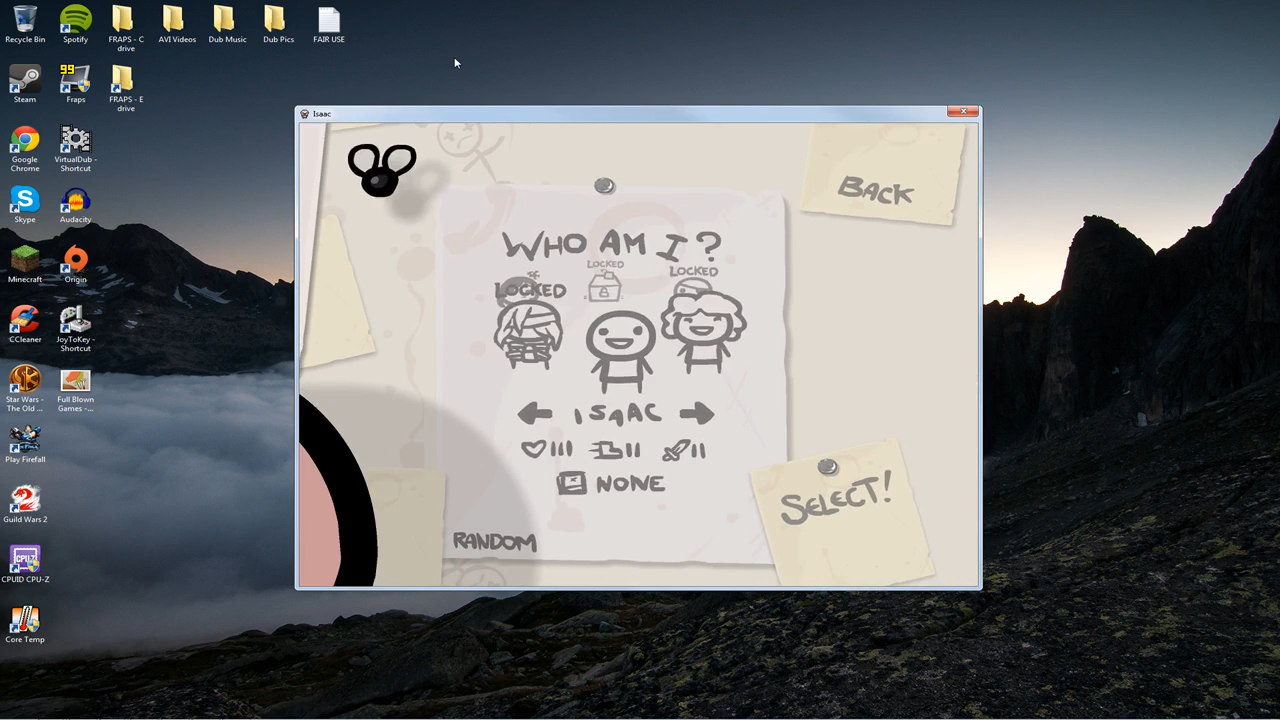 Recycle Bin
Spotify
FRAPS - C
drive
AVI Videos
Dub Music
Dub Pics
FAIR USE
Steam
99
Fraps
FRAPS - E
drive
Google
Chrome
VirtualDub -
Shortcut
Skype
Audacity
Minecraft
Origin
CCleaner
JoyToKey -
Shortcut
Star Wars -
The Old ...
Full Blown
Games -...
Play Firefall
Guild Wars 2
CPUID CPU-Z
Core Temp
Isaac
BACK
WHO AM I?
LOCKED
LOCKED
LOCKED
ISAAC
NONE
RANDOM
SELECT!